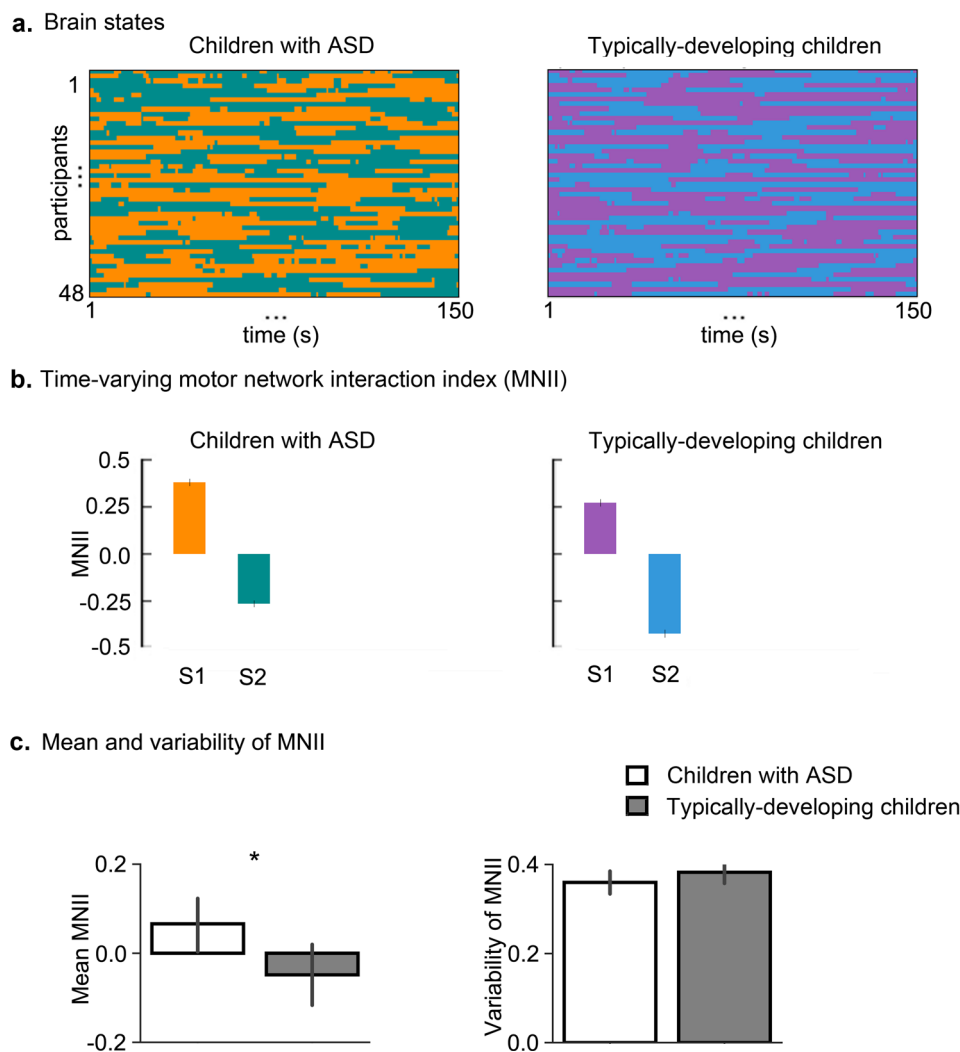 a. Brain states
Children with ASD
Typically-developing children
1
participants
...
48
1
...
150
time (s)
1
...
150
time (s)
b. Time-varying motor network interaction index (MNII)
Children with ASD
Typically-developing children
0.5
0.25
0.0
-0.25
-0.5
MNII
S1 S2
S1 S2
c. Mean and variability of MNII
Children with ASD
Typically-developing children
*
0.2
0.0
-0.2
Mean MNII
0.4
0.2
0.0
Variability of MNII